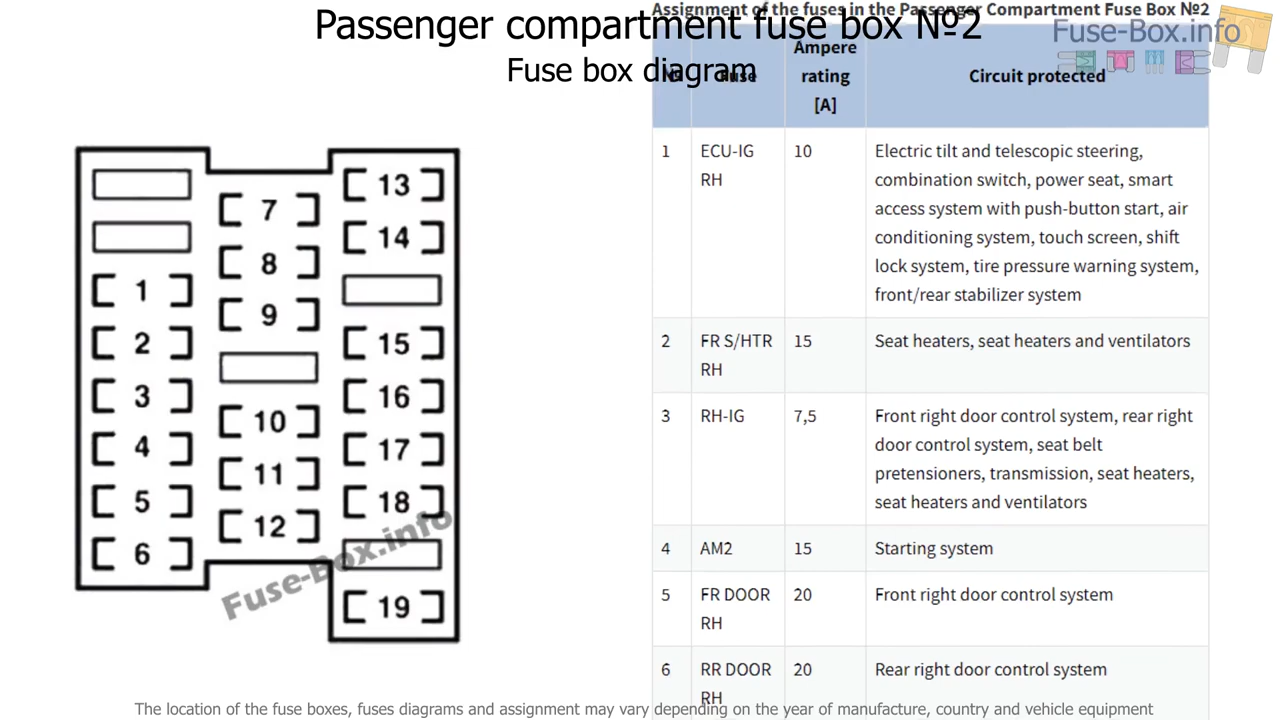 Passenger compartment fuse box №2
Fuse box diagram
Fuse-Box.info
1
2
3
4
5
6
7
8
9
10
11
12
13
14
15
16
17
18
19
Fuse-Box.info
Assignment of the fuses in the Passenger Compartment Fuse Box №2
Fuse
Ampere
rating
[A]
Circuit protected
1
ECU-IG
RH
10
Electric tilt and telescopic steering,
combination switch, power seat, smart
access system with push-button start, air
conditioning system, touch screen, shift
lock system, tire pressure warning system,
front/rear stabilizer system
2
FR S/HTR
RH
15
Seat heaters, seat heaters and ventilators
3
RH-IG
7,5
Front right door control system, rear right
door control system, seat belt
pretensioners, transmission, seat heaters,
seat heaters and ventilators
4
AM2
15
Starting system
5
FR DOOR
RH
20
Front right door control system
6
RR DOOR
RH
20
Rear right door control system
The location of the fuse boxes, fuses diagrams and assignment may vary depending on the year of manufacture, country and vehicle equipment